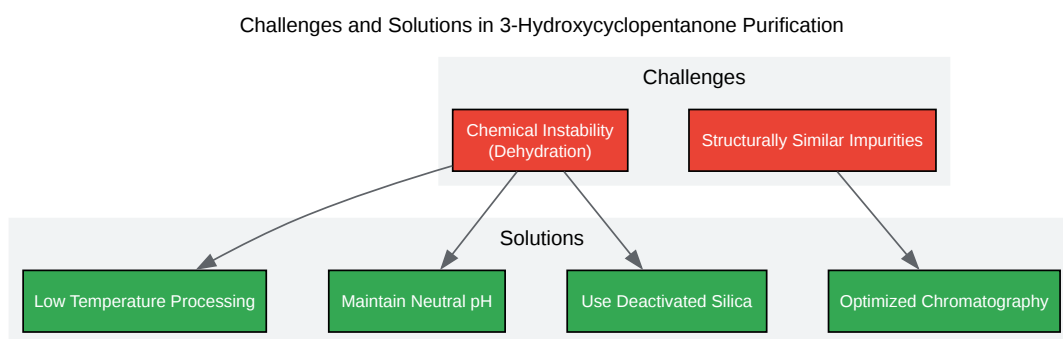 Challenges and Solutions in 3-Hydroxycyclopentanone Purification
Challenges
Chemical Instability
(Dehydration)
Structurally Similar Impurities
Solutions
Low Temperature Processing
Maintain Neutral pH
Use Deactivated Silica
Optimized Chromatography